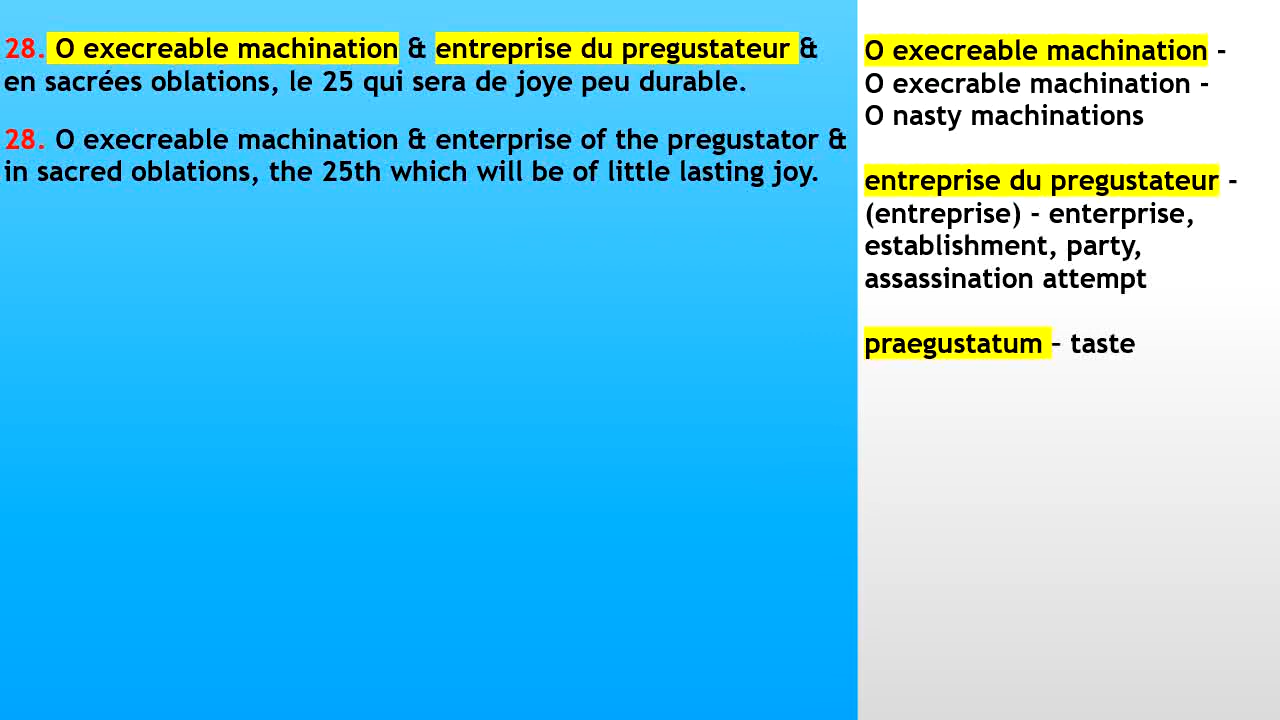 28. O execreable machination & entreprise du pregustateur &
en sacrées oblations, le 25 qui sera de joye peu durable.
28. O execreable machination & enterprise of the pregustator &
in sacred oblations, the 25th which will be of little lasting joy.
O execreable machination -
O execrable machination -
O nasty machinations
entreprise du pregustateur -
(entreprise) - enterprise,
establishment, party,
assassination attempt
praegustatum – taste